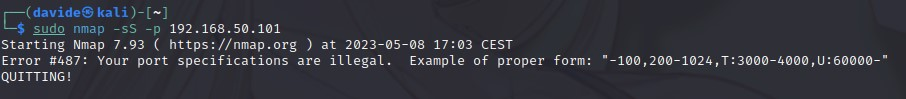 ┌──(davide㉿kali)-[~]
└─$ sudo nmap -sS -p 192.168.50.101
Starting Nmap 7.93 ( https://nmap.org ) at 2023-05-08 17:03 CEST
Error #487: Your port specifications are illegal.  Example of proper form: "-100,200-1024,T:3000-4000,U:60000-"
QUITTING!